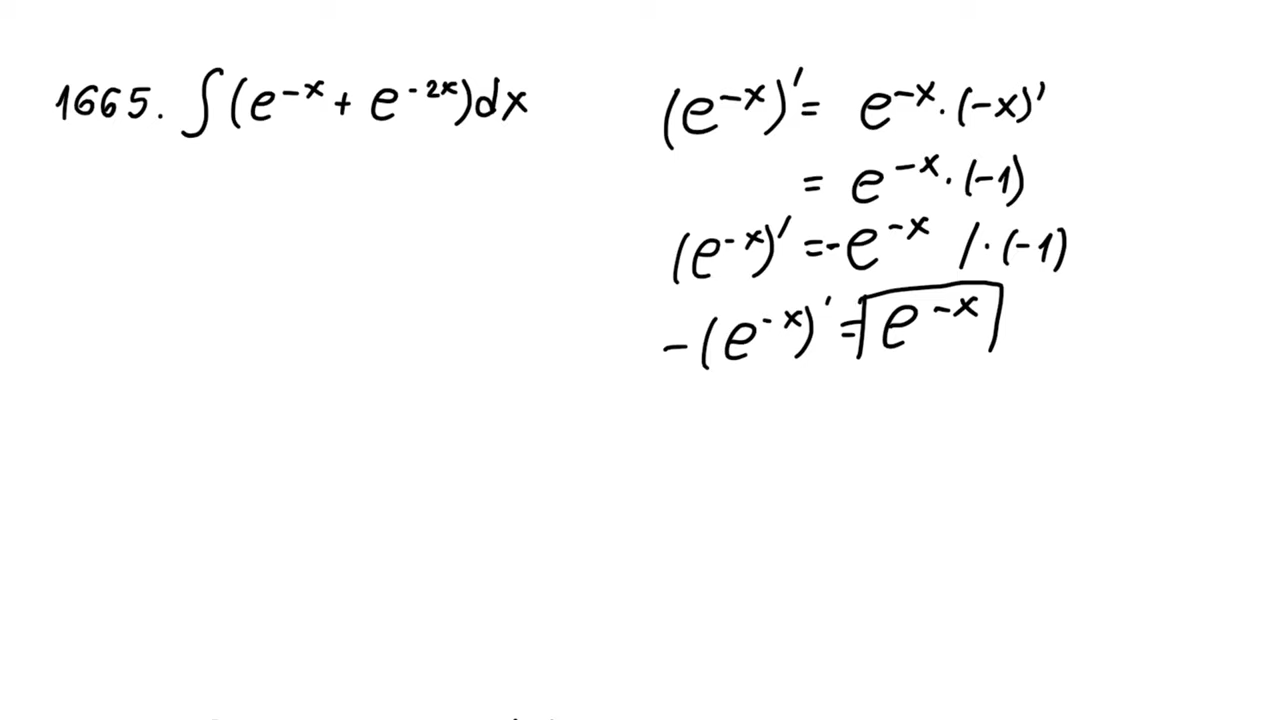 1665. ∫(e^{-x} + e^{-2x})dx
(e^{-x})' = e^{-x} · (-x)'
= e^{-x} · (-1)
(e^{-x})' = -e^{-x} / · (-1)
-(e^{-x})' = e^{-x}